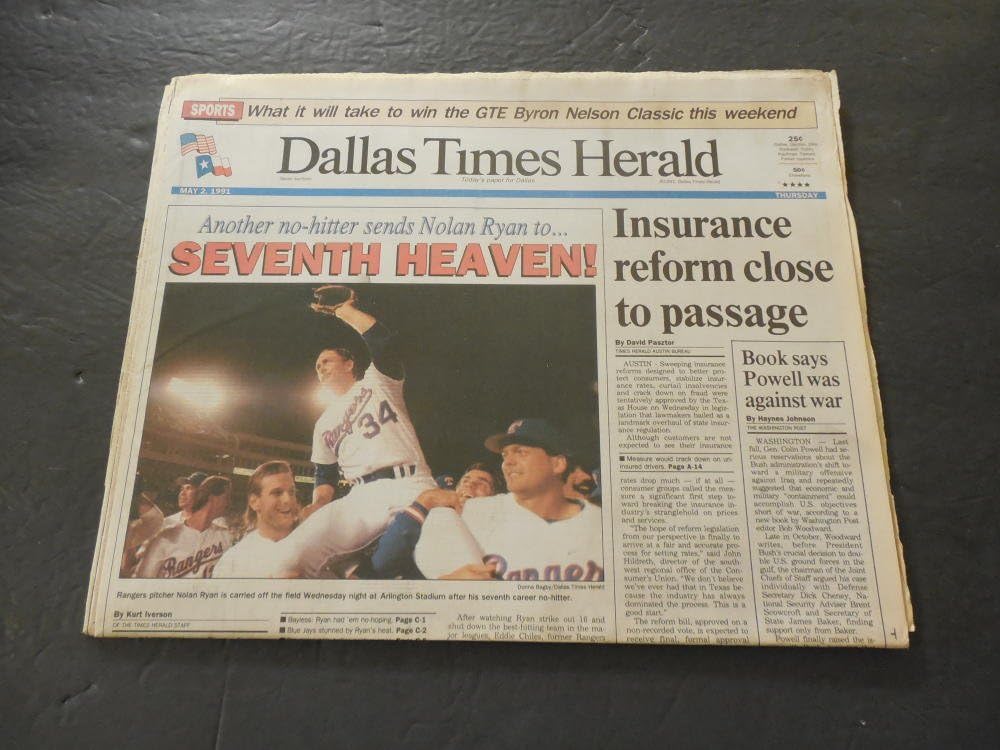 SPORTS What it will take to win the GTE Byron Nelson Classic this weekend
Dallas Times Herald
Today's paper for Dallas
25¢
50¢
★★★★
MAY 2, 1991
THURSDAY
Another no-hitter sends Nolan Ryan to...
SEVENTH HEAVEN!
Rangers
34
Rangers
Rangers
Donna Bagby/Dallas Times Herald
Rangers pitcher Nolan Ryan is carried off the field Wednesday night at Arlington Stadium after his seventh career no-hitter.
By Kurt Iverson
OF THE TIMES HERALD STAFF
■ Bayless: Ryan had 'em no-hoping. Page C-1
■ Blue Jays stunned by Ryan's heat. Page C-2
After watching Ryan strike out 16 and
shut down the best-hitting team in the ma-
jor leagues, Eddie Chiles, former Rangers
Insurance
reform close
to passage
By David Pasztor
TIMES HERALD AUSTIN BUREAU
AUSTIN - Sweeping insurance
reforms designed to better pro-
tect consumers, stabilize insur-
ance rates, curtail insolvencies
and crack down on fraud were
tentatively approved by the Tex-
as House on Wednesday in legis-
lation that lawmakers hailed as a
landmark overhaul of state insur-
ance regulation.
Although customers are not
expected to see their insurance
■ Measure would crack down on un-
insured drivers. Page A-14
rates drop much — if at all —
consumer groups called the mea-
sure a significant first step to-
ward breaking the insurance in-
dustry's stranglehold on prices
and services.
"The hope of reform legislation
from our perspective is finally to
arrive at a fair and accurate pro-
cess for setting rates," said John
Hildreth, director of the south-
west regional office of the Con-
sumer's Union. "We don't believe
we've ever had that in Texas be-
cause the industry has always
dominated the process. This is a
good start."
The reform bill, approved on a
non-recorded vote, is expected to
receive final, formal approval
Book says
Powell was
against war
By Haynes Johnson
THE WASHINGTON POST
WASHINGTON — Last
fall, Gen. Colin Powell had se-
rious reservations about the
Bush administration's shift to-
ward a military offensive
against Iraq and repeatedly
suggested that economic and
military "containment" could
accomplish U.S. objectives
short of war, according to a
new book by Washington Post
editor Bob Woodward.
Late in October, Woodward
writes, before President
Bush's crucial decision to dou-
ble U.S. ground forces in the
gulf, the chairman of the Joint
Chiefs of Staff argued his case
individually with Defense
Secretary Dick Cheney, Na-
tional Security Adviser Brent
Scowcroft and Secretary of
State James Baker, finding
support only from Baker.
Powell finally raised the is-